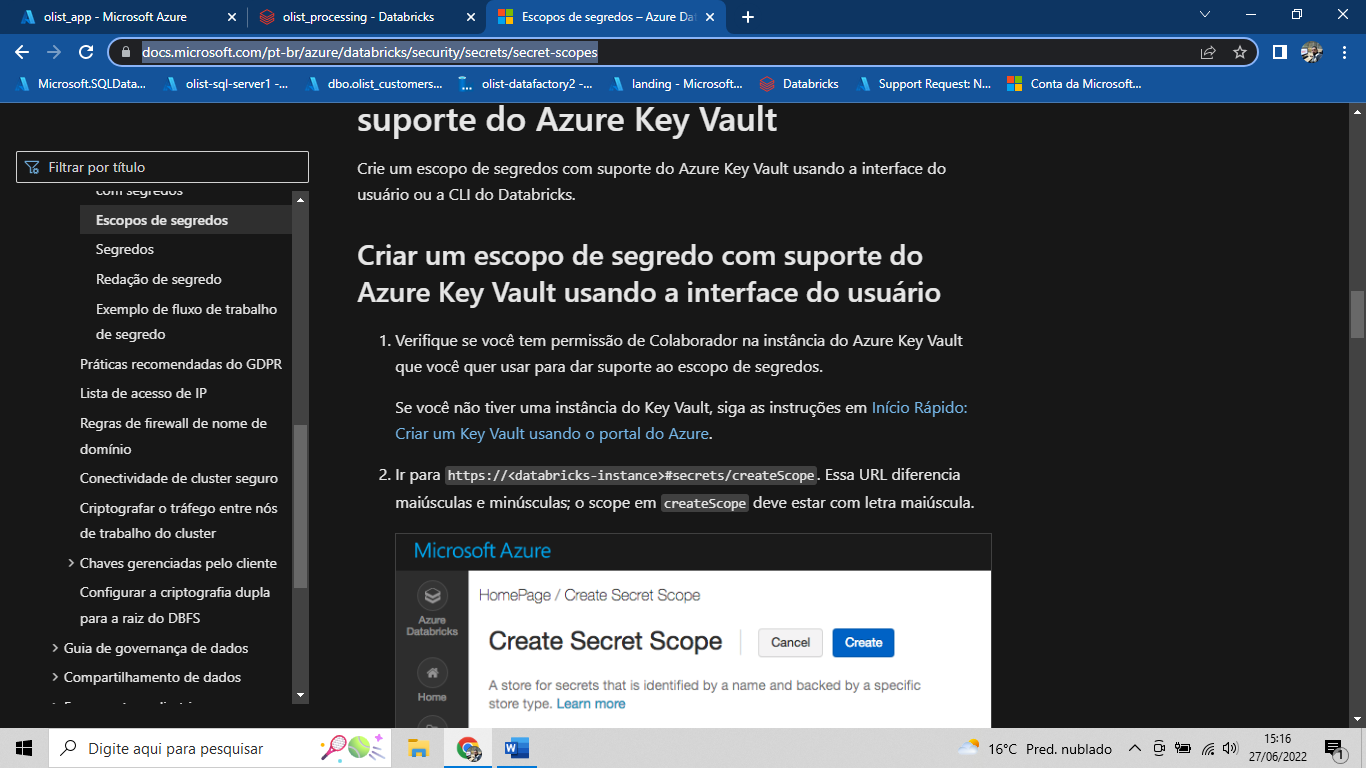 olist_app - Microsoft Azure
olist_processing - Databricks
Escopos de segredos – Azure Da
docs.microsoft.com/pt-br/azure/databricks/security/secrets/secret-scopes
Microsoft.SQLData...
olist-sql-server1 -...
dbo.olist_customers...
olist-datafactory2 -...
landing - Microsoft...
Databricks
Support Request: N...
Conta da Microsoft...
Filtrar por título
com segredos
Escopos de segredos
Segredos
Redação de segredo
Exemplo de fluxo de trabalho
de segredo
Práticas recomendadas do GDPR
Lista de acesso de IP
Regras de firewall de nome de
domínio
Conectividade de cluster seguro
Criptografar o tráfego entre nós
de trabalho do cluster
Chaves gerenciadas pelo cliente
Configurar a criptografia dupla
para a raiz do DBFS
Guia de governança de dados
Compartilhamento de dados
suporte do Azure Key Vault
Crie um escopo de segredos com suporte do Azure Key Vault usando a interface do
usuário ou a CLI do Databricks.
Criar um escopo de segredo com suporte do
Azure Key Vault usando a interface do usuário
1. Verifique se você tem permissão de Colaborador na instância do Azure Key Vault
que você quer usar para dar suporte ao escopo de segredos.
Se você não tiver uma instância do Key Vault, siga as instruções em Início Rápido:
Criar um Key Vault usando o portal do Azure.
2. Ir para https://<databricks-instance>#secrets/createScope. Essa URL diferencia
maiúsculas e minúsculas; o scope em createScope deve estar com letra maiúscula.
Microsoft Azure
Azure
Databricks
Home
HomePage / Create Secret Scope
Create Secret Scope
Cancel
Create
A store for secrets that is identified by a name and backed by a specific
store type. Learn more
Digite aqui para pesquisar
16°C Pred. nublado
15:16
27/06/2022
1